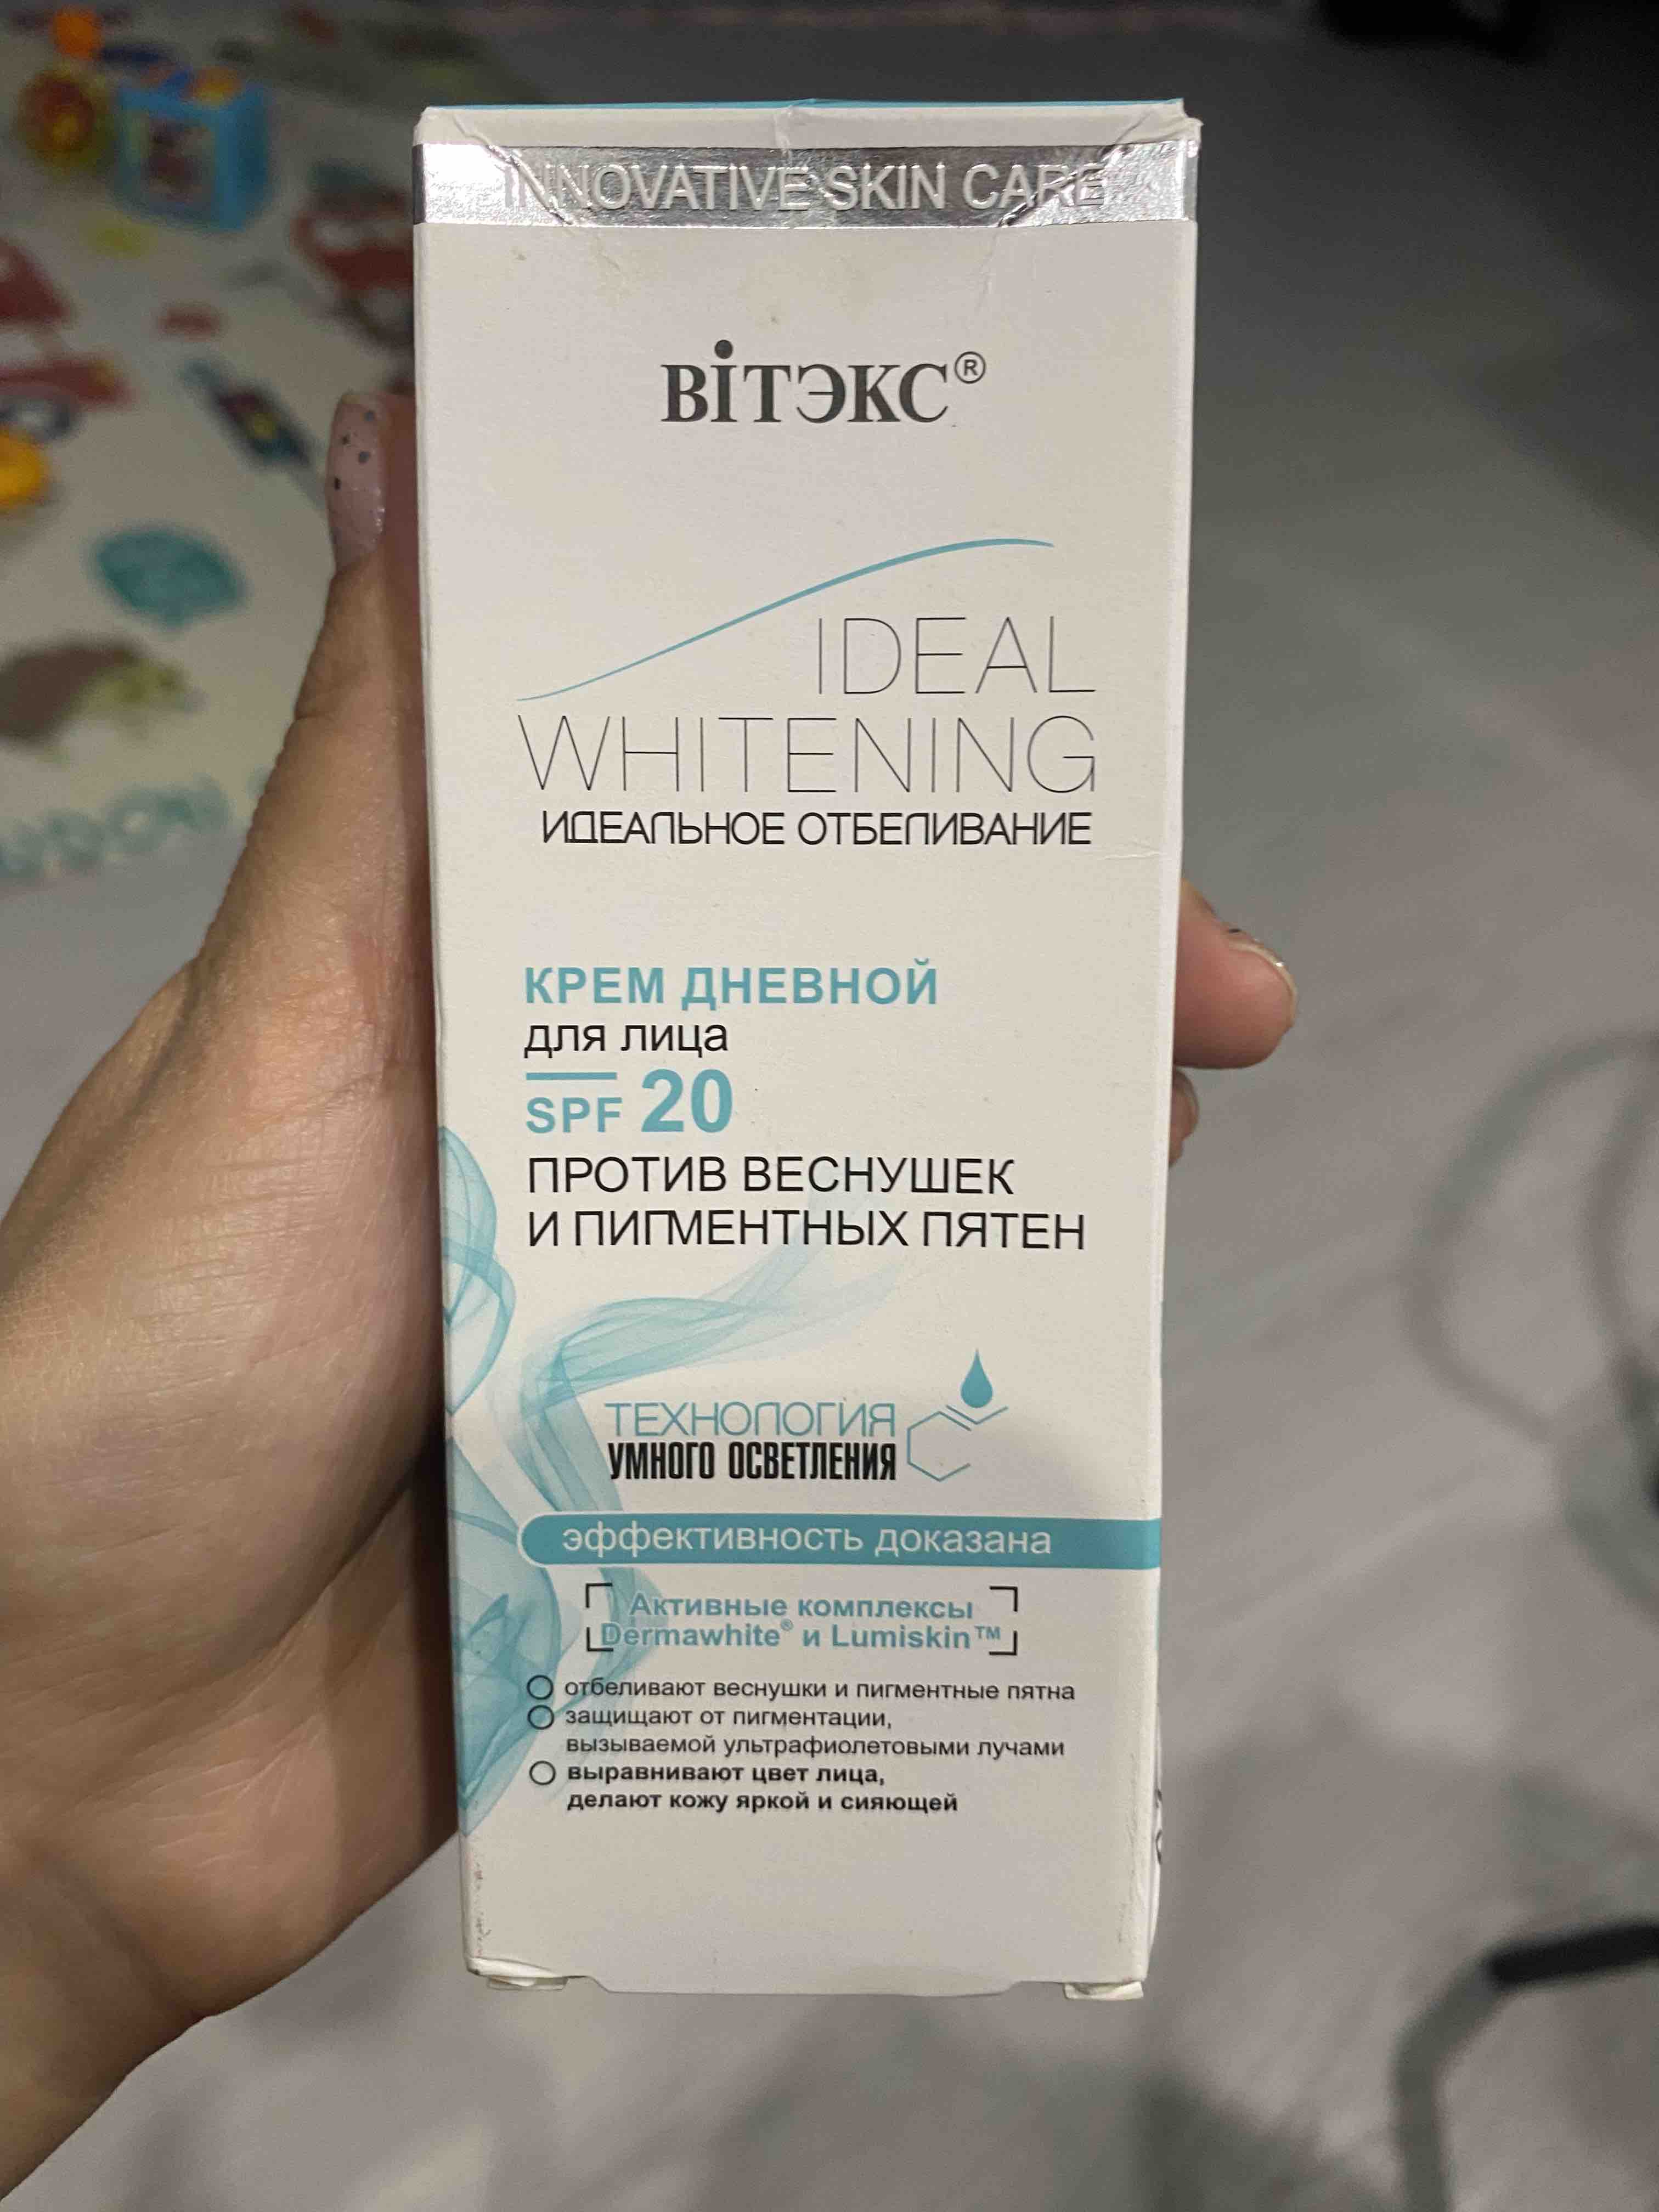 INNOVATIVE SKIN CARE
ВіТЭКС®
IDEAL
WHITENING
ИДЕАЛЬНОЕ ОТБЕЛИВАНИЕ
КРЕМ ДНЕВНОЙ
для лица
SPF 20
ПРОТИВ ВЕСНУШЕК
И ПИГМЕНТНЫХ ПЯТЕН
ТЕХНОЛОГИЯ
УМНОГО ОСВЕТЛЕНИЯ
эффективность доказана
Активные комплексы
Dermawhite® и Lumiskin™
отбеливают веснушки и пигментные пятна
защищают от пигментации,
вызываемой ультрафиолетовыми лучами
выравнивают цвет лица,
делают кожу яркой и сияющей